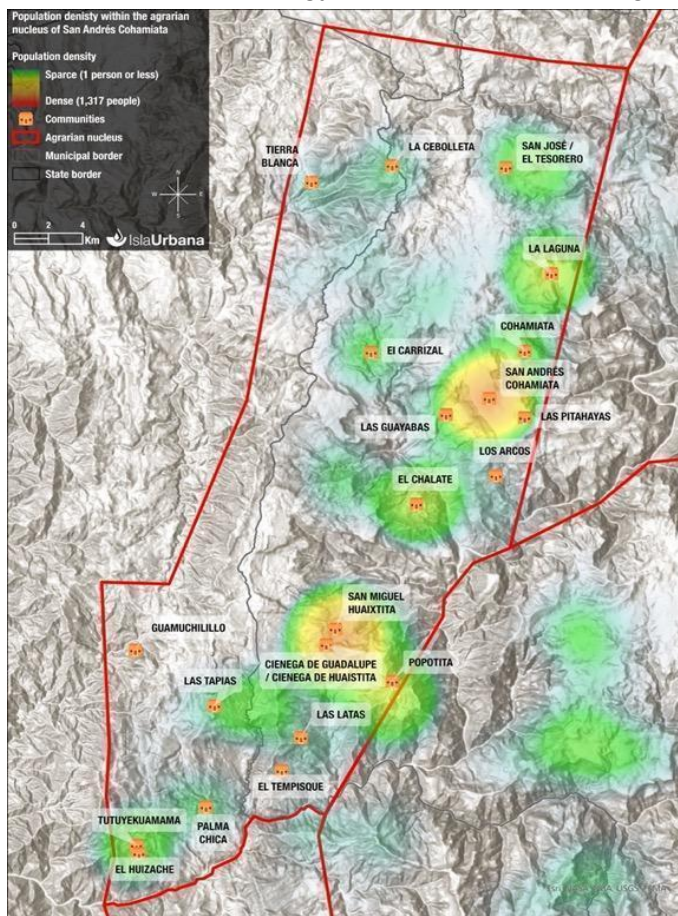 Population denisty within the agrarian
nucleus of San Andrés Cohamiata
Population density
Sparce (1 person or less)
Dense (1,317 people)
Communities
Agrarian nucleus
Municipal border
State border
N
W E
S
0 2 4
Km
IslaUrbana
TIERRA
BLANCA
LA CEBOLLETA
SAN JOSÉ /
EL TESORERO
LA LAGUNA
COHAMIATA
El CARRIZAL
SAN ANDRÉS
COHAMIATA
LAS GUAYABAS
LAS PITAHAYAS
LOS ARCOS
EL CHALATE
SAN MIGUEL
HUAIXTITA
GUAMUCHILILLO
CIENEGA DE GUADALUPE
/ CIENEGA DE HUAISTITA
POPOTITA
LAS TAPIAS
LAS LATAS
EL TEMPISQUE
TUTUYEKUAMAMA
PALMA
CHICA
EL HUIZACHE